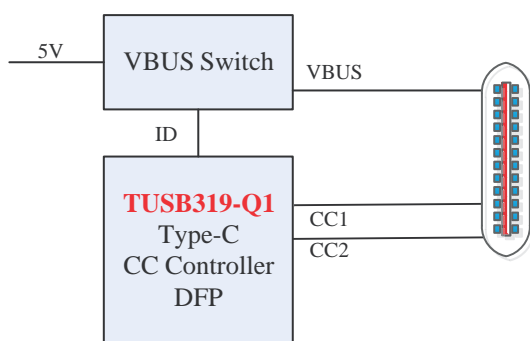 5V
VBUS Switch
VBUS
ID
TUSB319-Q1
Type-C
CC Controller
DFP
CC1
CC2